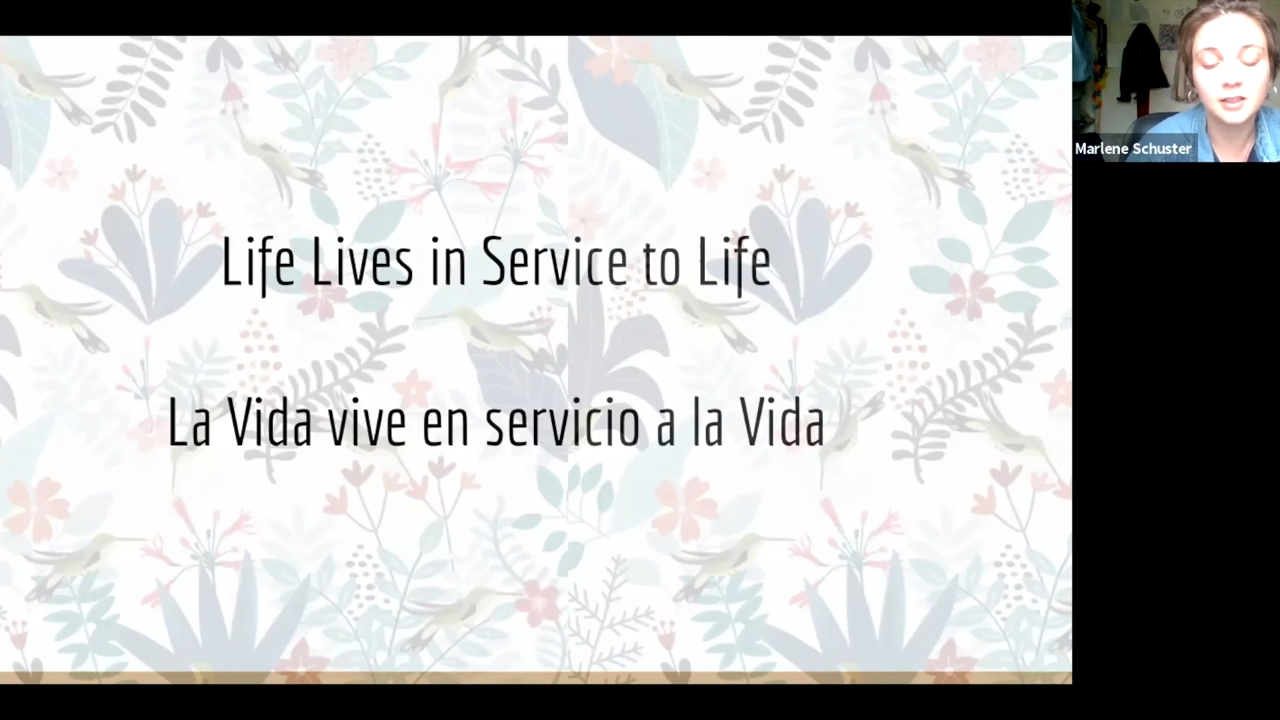 Life Lives in Service to Life
La Vida vive en servicio a la Vida
Marlene Schuster